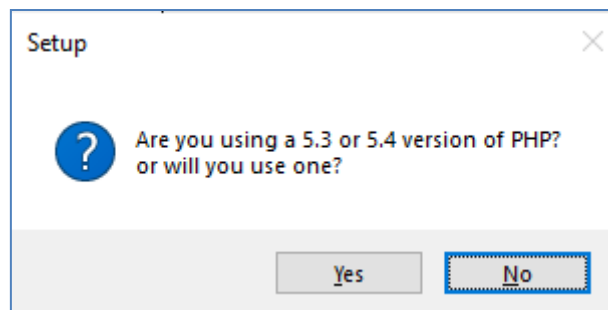 Setup
Are you using a 5.3 or 5.4 version of PHP?
or will you use one?
Yes
No